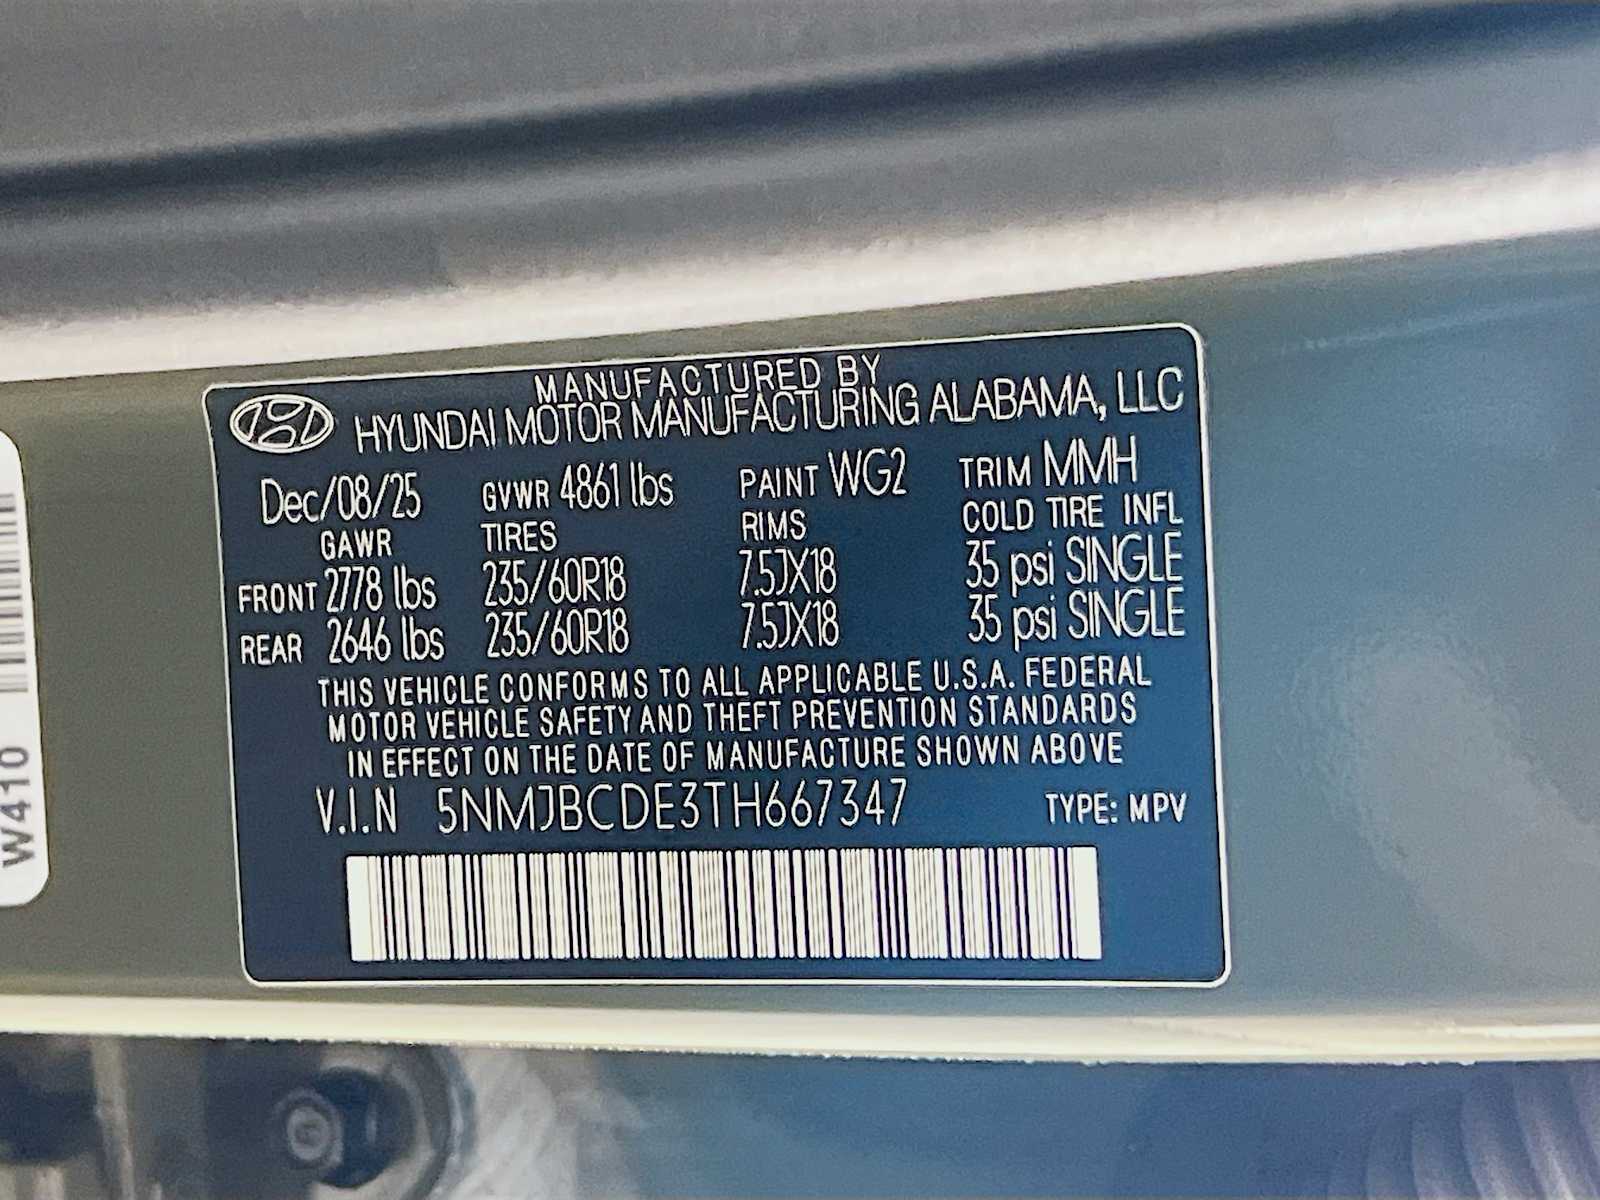 MANUFACTURED BY
HYUNDAI MOTOR MANUFACTURING ALABAMA, LLC
Dec/08/25 GVWR 4861 lbs PAINT WG2 TRIM MMH
GAWR TIRES RIMS COLD TIRE INFL
FRONT 2778 lbs 235/60R18 7.5JX18 35 psi SINGLE
REAR 2646 lbs 235/60R18 7.5JX18 35 psi SINGLE
THIS VEHICLE CONFORMS TO ALL APPLICABLE U.S.A. FEDERAL
MOTOR VEHICLE SAFETY AND THEFT PREVENTION STANDARDS
IN EFFECT ON THE DATE OF MANUFACTURE SHOWN ABOVE
V.I.N 5NMJBCDE3TH667347 TYPE: MPV
W410